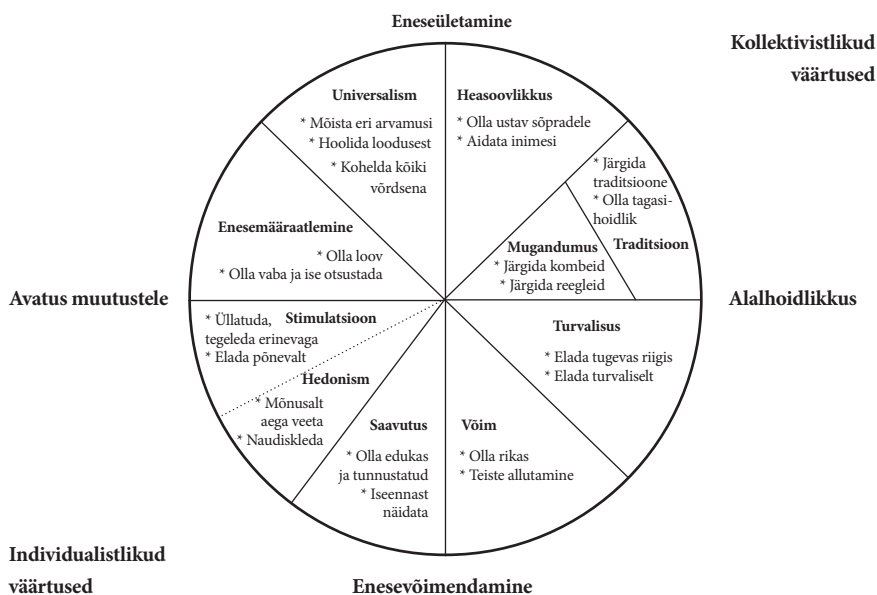 Eneseületamine
Kollektivistlikud
väärtused
Universalism
* Mõista eri arvamusi
* Hoolida loodusest
* Kohelda kõiki
võrdsena
Heasoovlikkus
* Olla ustav sõpradele
* Aidata inimesi
* Järgida
traditsioone
* Olla tagasi-
hoidlik
Traditsioon
Mugandumus
* Järgida kombeid
* Järgida reegleid
Enesemääraatlemine
* Olla loov
* Olla vaba ja ise otsustada
Avatus muutustele
Alalhoidlikkus
* Üllatuda, Stimulatsioon
tegeleda erinevaga
* Elada põnevalt
Turvalisus
* Elada tugevas riigis
* Elada turvaliselt
Hedonism
* Mõnusalt
aega veeta
* Naudiskleda
Saavutus
* Olla edukas
ja tunnustatud
* Iseennast
näidata
Võim
* Olla rikas
* Teiste allutamine
Individualistlikud
väärtused
Enesevõimendamine